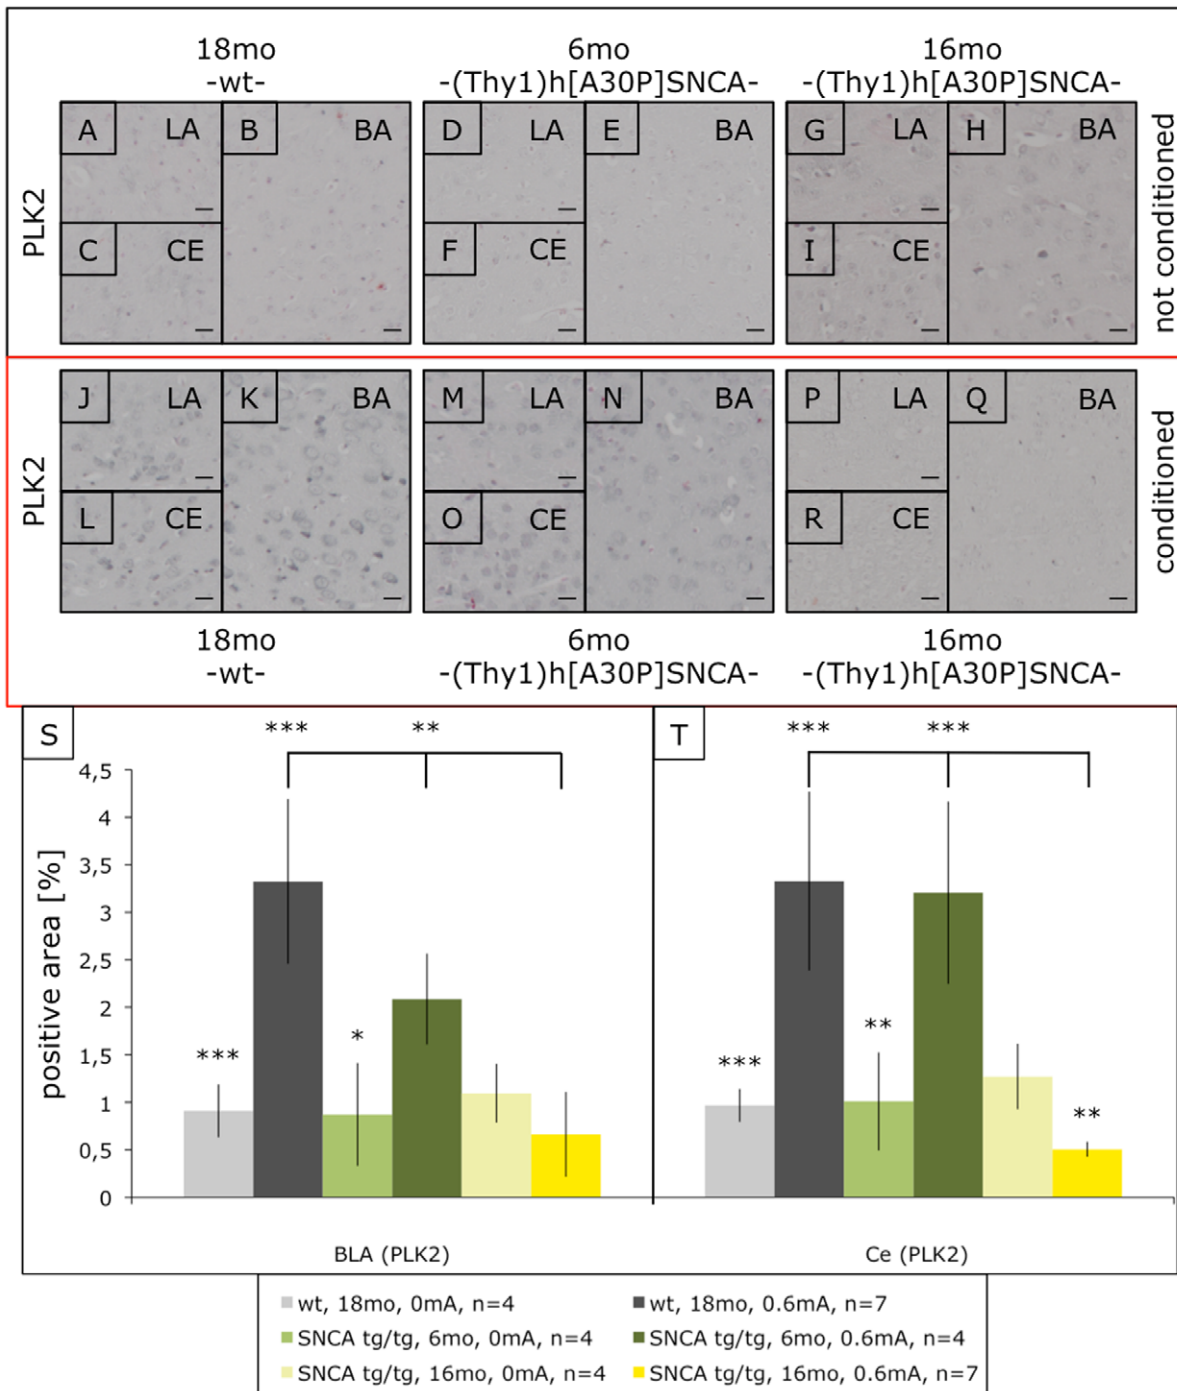 18mo 6mo 16mo
-wt- -(Thy1)h[A30P]SNCA- -(Thy1)h[A30P]SNCA-
A LA B BA D LA E BA G LA H BA
C CE F CE I CE
PLK2
not conditioned
J LA K BA M LA N BA P LA Q BA
L CE O CE R CE
PLK2
conditioned
18mo 6mo 16mo
-wt- -(Thy1)h[A30P]SNCA- -(Thy1)h[A30P]SNCA-
S *** ** T *** ***
positive area [%]
4,5
4
3,5
3
2,5
2
1,5
1
0,5
0
*** * *** ** **
BLA (PLK2) Ce (PLK2)
wt, 18mo, 0mA, n=4 wt, 18mo, 0.6mA, n=7
SNCA tg/tg, 6mo, 0mA, n=4 SNCA tg/tg, 6mo, 0.6mA, n=4
SNCA tg/tg, 16mo, 0mA, n=4 SNCA tg/tg, 16mo, 0.6mA, n=7